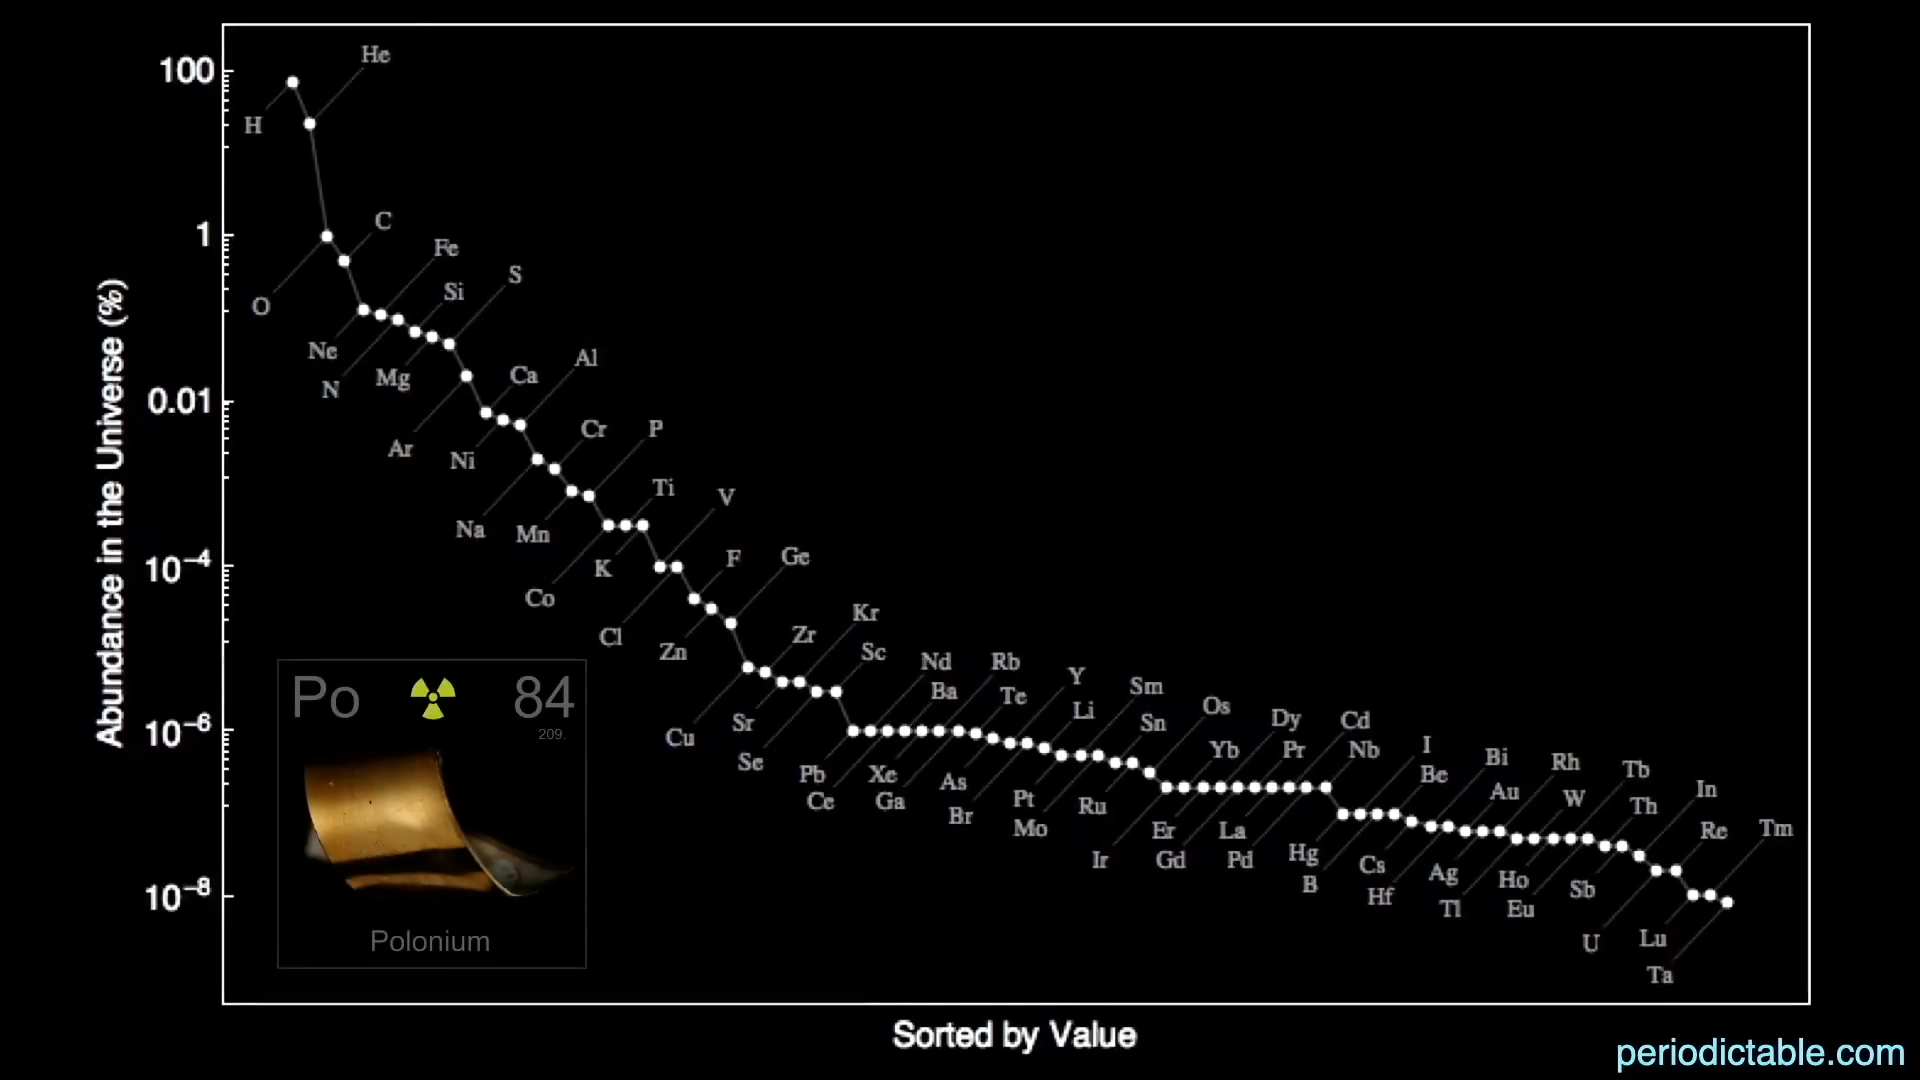 He
100
H
C
1
Fe
S
Si
O
Ne
Al
N
Mg
Ca
0.01
Cr
P
Ar
Ni
Ti
V
Na
Mn
F
Ge
10⁻⁴
K
Co
Kr
Cl
Zr
Zn
Sc
Nd
Rb
Y
Ba
Te
Sm
Li
Os
Dy
Cd
Sr
Sn
10⁻⁶
Cu
I
Yb
Pr
Nb
Se
Bi
Rh
Tb
Pb
Xe
As
Be
In
Ce
Ga
Br
Pt
Mo
Ru
Au
W
Th
Er
La
Re
Tm
Ir
Gd
Pd
Hg
Cs
Ag
Ho
B
Hf
Tl
Eu
Sb
10⁻⁸
U
Lu
Ta
Abundance in the Universe (%)
Po
84
209.
Polonium
Sorted by Value
periodictable.com